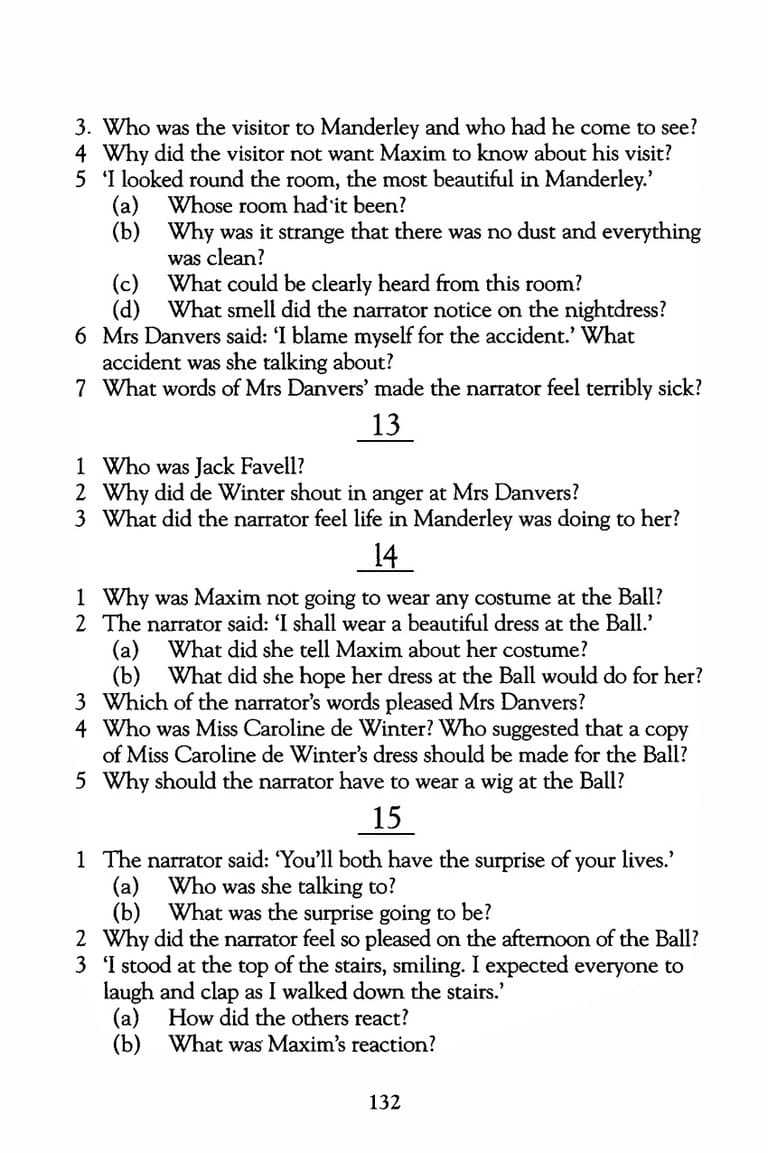 3. Who was the visitor to Manderley and who had he come to see?
4 Why did the visitor not want Maxim to know about his visit?
5 ‘I looked round the room, the most beautiful in Manderley.’
(a) Whose room had it been?
(b) Why was it strange that there was no dust and everything
was clean?
(c) What could be clearly heard from this room?
(d) What smell did the narrator notice on the nightdress?
6 Mrs Danvers said: ‘I blame myself for the accident.’ What
accident was she talking about?
7 What words of Mrs Danvers’ made the narrator feel terribly sick?
13
1 Who was Jack Favell?
2 Why did de Winter shout in anger at Mrs Danvers?
3 What did the narrator feel life in Manderley was doing to her?
14
1 Why was Maxim not going to wear any costume at the Ball?
2 The narrator said: ‘I shall wear a beautiful dress at the Ball.’
(a) What did she tell Maxim about her costume?
(b) What did she hope her dress at the Ball would do for her?
3 Which of the narrator’s words pleased Mrs Danvers?
4 Who was Miss Caroline de Winter? Who suggested that a copy
of Miss Caroline de Winter’s dress should be made for the Ball?
5 Why should the narrator have to wear a wig at the Ball?
15
1 The narrator said: ‘You’ll both have the surprise of your lives.’
(a) Who was she talking to?
(b) What was the surprise going to be?
2 Why did the narrator feel so pleased on the afternoon of the Ball?
3 ‘I stood at the top of the stairs, smiling. I expected everyone to
laugh and clap as I walked down the stairs.’
(a) How did the others react?
(b) What was Maxim’s reaction?
132